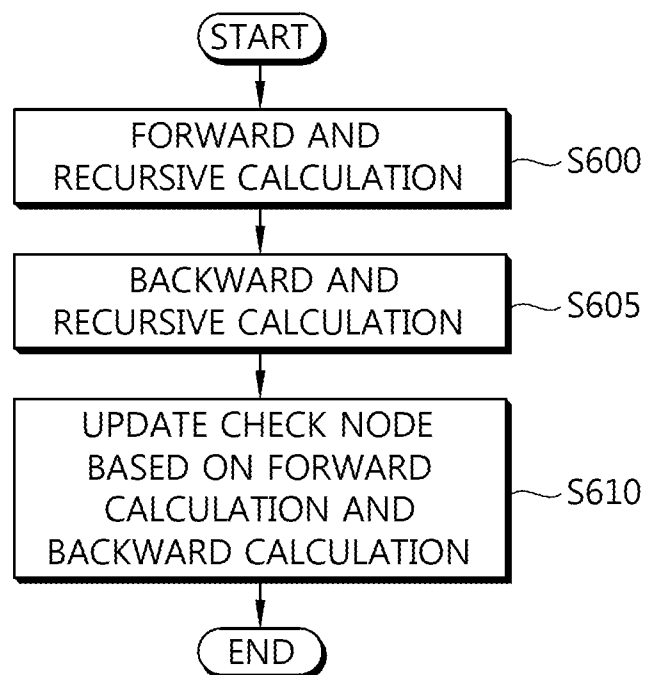 START
FORWARD AND
RECURSIVE CALCULATION
S600
BACKWARD AND
RECURSIVE CALCULATION
S605
UPDATE CHECK NODE
BASED ON FORWARD
CALCULATION AND
BACKWARD CALCULATION
S610
END